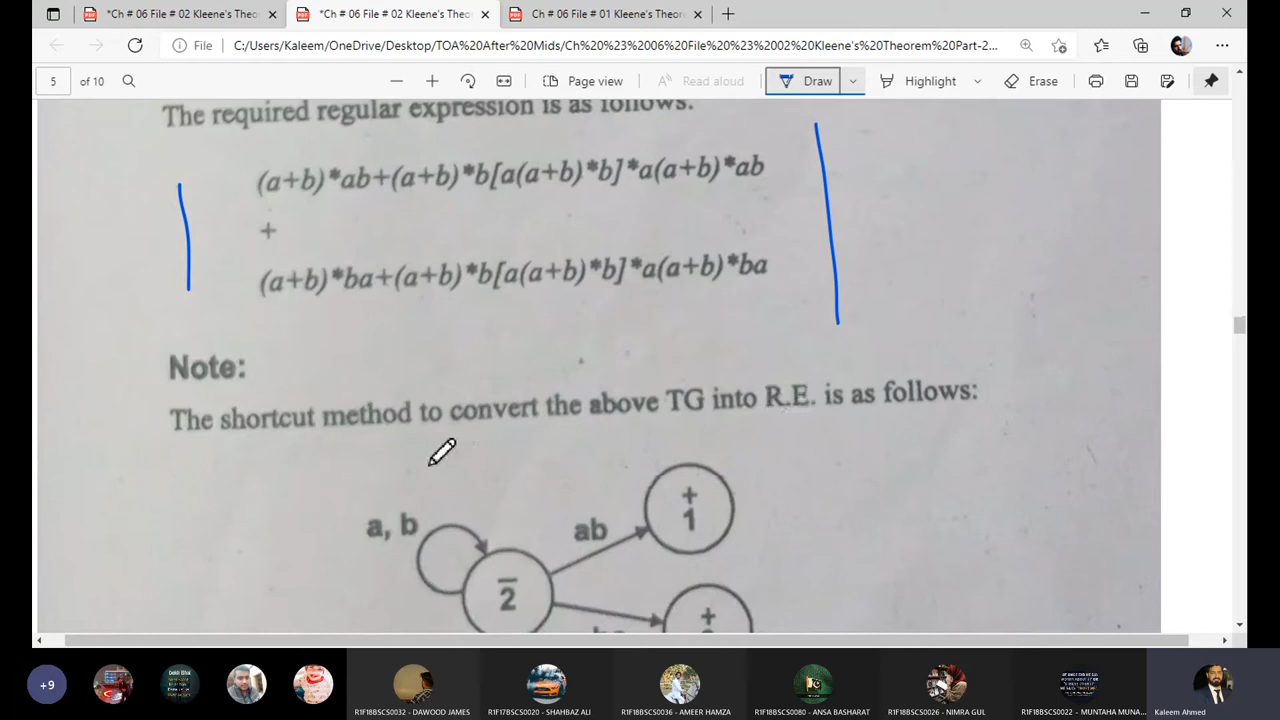 *Ch # 06 File # 02 Kleene's Theo
*Ch # 06 File # 02 Kleene's Theor
Ch # 06 File # 01 Kleene's Theor
File
C:/Users/Kaleem/OneDrive/Desktop/TOA%20After%20Mids/Ch%20%23%2006%20File%20%23%2002%20Kleene's%20Theorem%20Part-2...
5 of 10
Page view
Read aloud
Draw
Highlight
Erase
The required regular expression is as follows.
(a+b)*ab+(a+b)*b[a(a+b)*b]*a(a+b)*ab
+
(a+b)*ba+(a+b)*b[a(a+b)*b]*a(a+b)*ba
Note:
The shortcut method to convert the above TG into R.E. is as follows:
a, b
ab
+
1
−
2
+
+9
R1F18BSCS0032 - DAWOOD JAMES
R1F17BSCS0020 - SHAHBAZ ALI
R1F18BSCS0036 - AMEER HAMZA
R1F18BSCS0080 - ANSA BASHARAT
R1F18BSCS0026 - NIMRA GUL
R1F18BSCS0022 - MUNTAHA MUNA...
Kaleem Ahmed